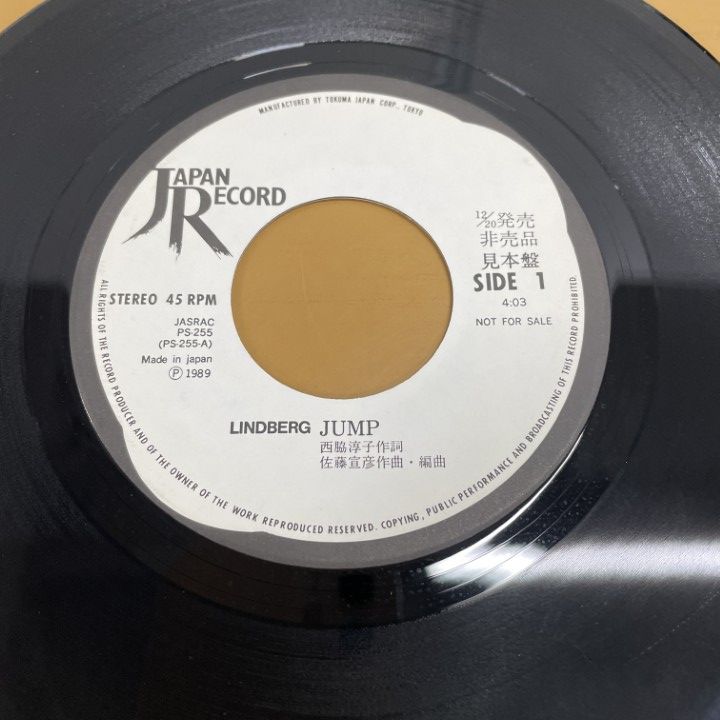 MANUFACTURED BY TOKUMA JAPAN CORP., TOKYO
JAPAN
RECORD
12/20発売
非売品
見本盤
STEREO 45 RPM
SIDE 1
4:03
NOT FOR SALE
JASRAC
PS-255
(PS-255-A)
Made in japan
Ⓟ 1989
LINDBERG JUMP
西脇淳子作詞
佐藤宣彦作曲・編曲
ALL RIGHTS OF THE RECORD PRODUCER AND OF THE OWNER OF THE WORK REPRODUCED RESERVED. COPYING, PUBLIC PERFORMANCE AND BROADCASTING OF THIS RECORD PROHIBITED.